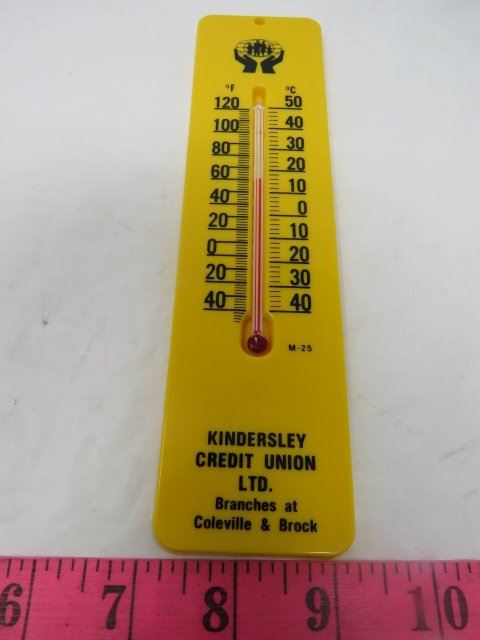 °F °C
120 50
100 40
80 30
60 20
40 10
20 0
0 10
20 20
40 30
40
M-25
KINDERSLEY
CREDIT UNION
LTD.
Branches at
Coleville & Brock
6 7 8 9 10